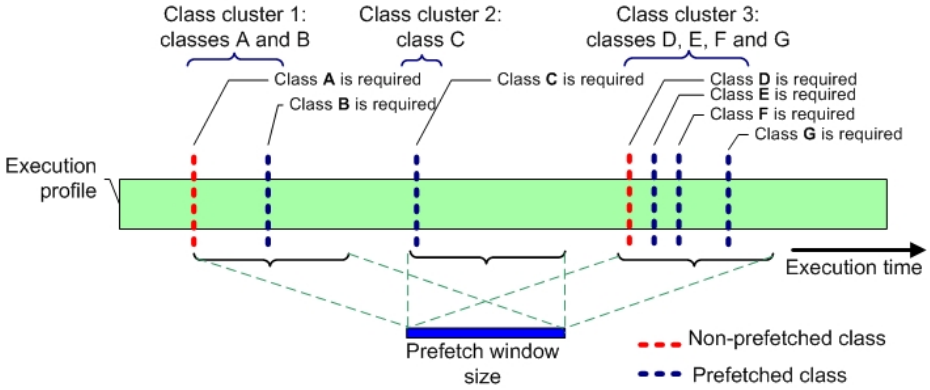 Class cluster 1:
classes A and B
Class cluster 2:
class C
Class cluster 3:
classes D, E, F and G
Class A is required
Class B is required
Class C is required
Class D is required
Class E is required
Class F is required
Class G is required
Execution
profile
Execution time
Prefetch window
size
Non-prefetched class
Prefetched class